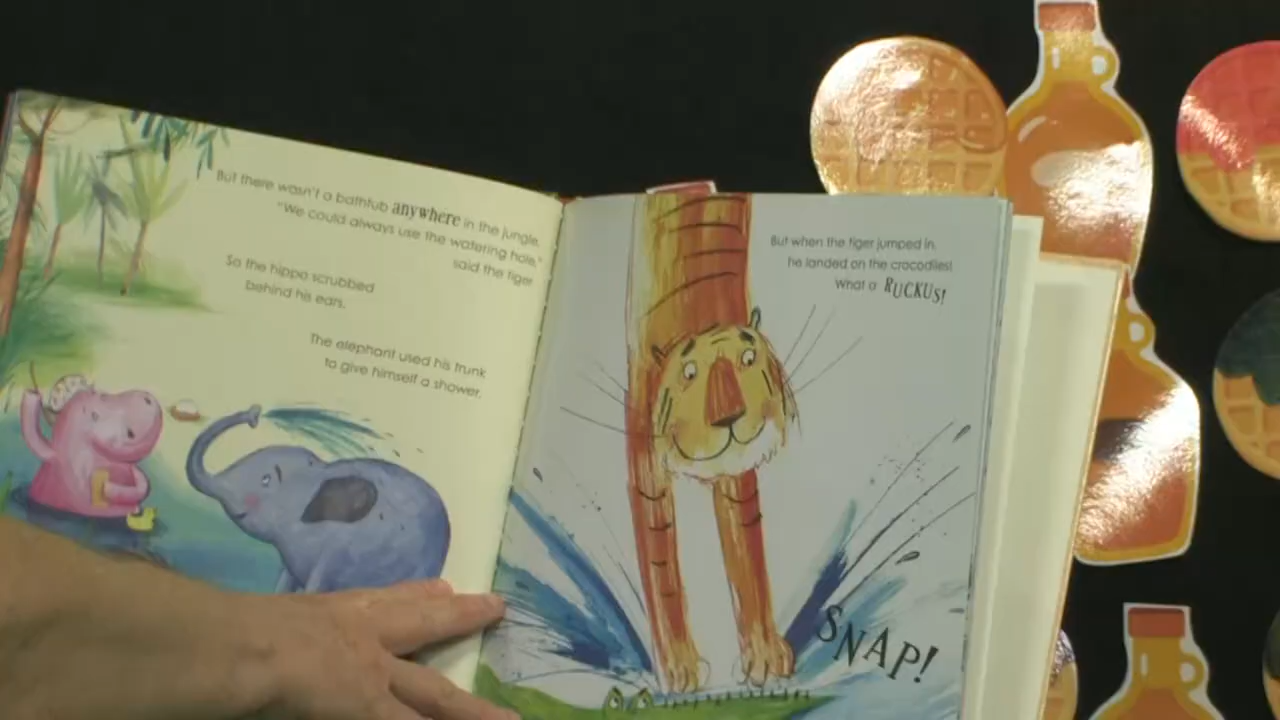 But there wasn't a bathtub anywhere in the jungle.
"We could always use the watering hole,"
said the tiger.
So the hippo scrubbed
behind his ears.
The elephant used his trunk
to give himself a shower.
But when the tiger jumped in,
he landed on the crocodiles!
What a RUCKUS!
SNAP!